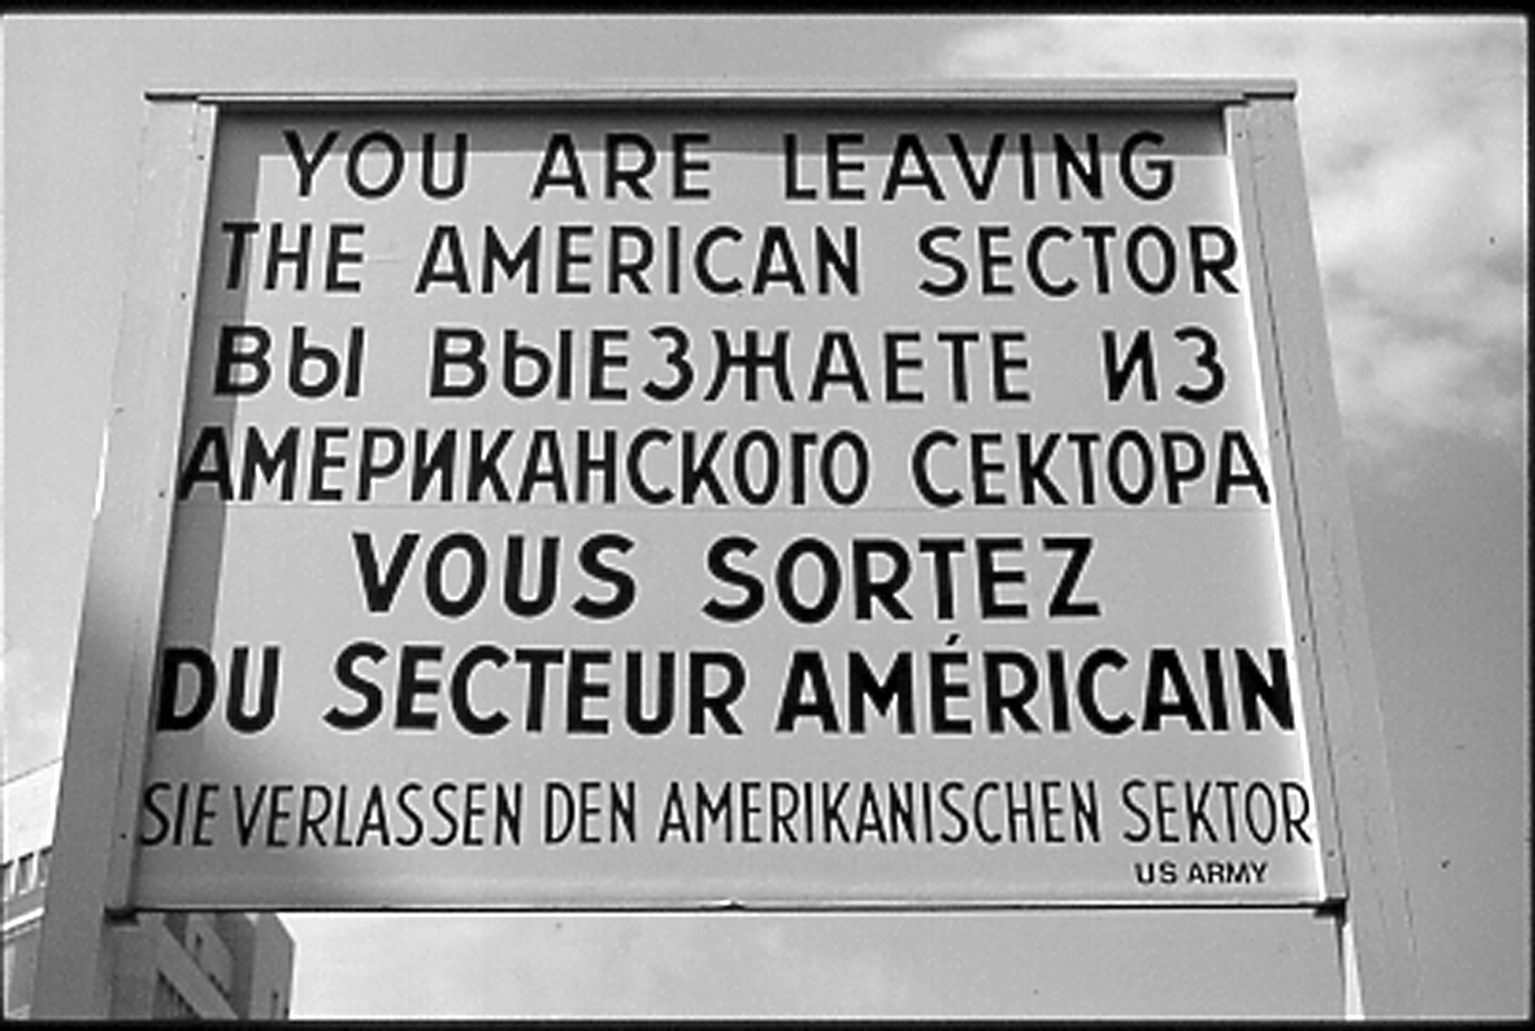 YOU ARE LEAVING
THE AMERICAN SECTOR
ВЫ ВЫЕЗЖАЕТЕ ИЗ
АМЕРИКАНСКОГО СЕКТОРА
VOUS SORTEZ
DU SECTEUR AMÉRICAIN
SIE VERLASSEN DEN AMERIKANISCHEN SEKTOR
US ARMY